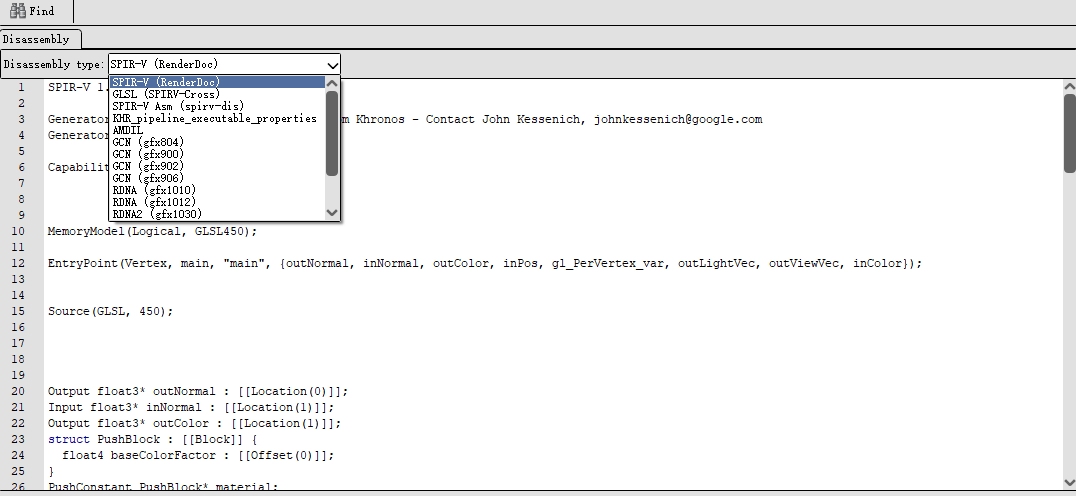 Find
Disassembly
Disassembly type: SPIR-V (RenderDoc)
SPIR-V (RenderDoc)
GLSL (SPIRV-Cross)
SPIR-V Asm (spirv-dis)
KHR_pipeline_executable_properties
AMDIL
GCN (gfx804)
GCN (gfx900)
GCN (gfx902)
GCN (gfx906)
RDNA (gfx1010)
RDNA (gfx1012)
RDNA2 (gfx1030)
1 SPIR-V 1.
2
3 Generator m Khronos - Contact John Kessenich, johnkessenich@google.com
4 Generator
5
6 Capabilit
7
8
9
10 MemoryModel(Logical, GLSL450);
11
12 EntryPoint(Vertex, main, "main", {outNormal, inNormal, outColor, inPos, gl_PerVertex_var, outLightVec, outViewVec, inColor});
13
14
15 Source(GLSL, 450);
16
17
18
19
20 Output float3* outNormal : [[Location(0)]];
21 Input float3* inNormal : [[Location(1)]];
22 Output float3* outColor : [[Location(1)]];
23 struct PushBlock : [[Block]] {
24 float4 baseColorFactor : [[Offset(0)]];
25 }
26 PushConstant PushBlock* material;